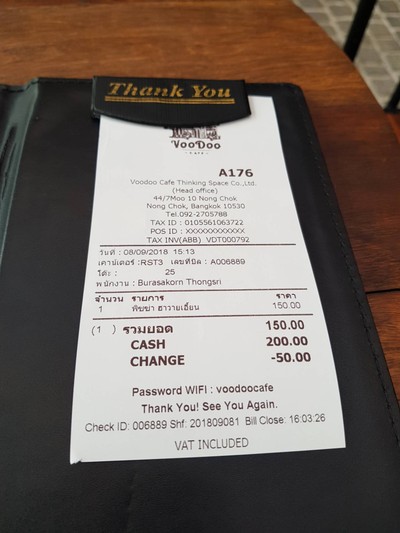 Thank You
VooDoo
A176
Voodoo Cafe Thinking Space Co.,Ltd.
(Head office)
44/7Moo 10 Nong Chok
Nong Chok, Bangkok 10530
Tel.092-2705788
TAX ID : 0105561063722
POS ID : XXXXXXXXXXX
TAX INV(ABB) VDT000792
วันที่ : 08/09/2018 15:13
เคาน์เตอร์ :RST3 เลขที่บิล : A006889
โต๊ะ : 25
พนักงาน : Burasakorn Thongsri
จำนวน รายการ ราคา
1 พิซซ่า ฮาวายเอี้ยน 150.00
(1 ) รวมยอด 150.00
CASH 200.00
CHANGE -50.00
Password WIFI : voodoocafe
Thank You! See You Again.
Check ID: 006889 Shf: 201809081 Bill Close: 16:03:26
VAT INCLUDED